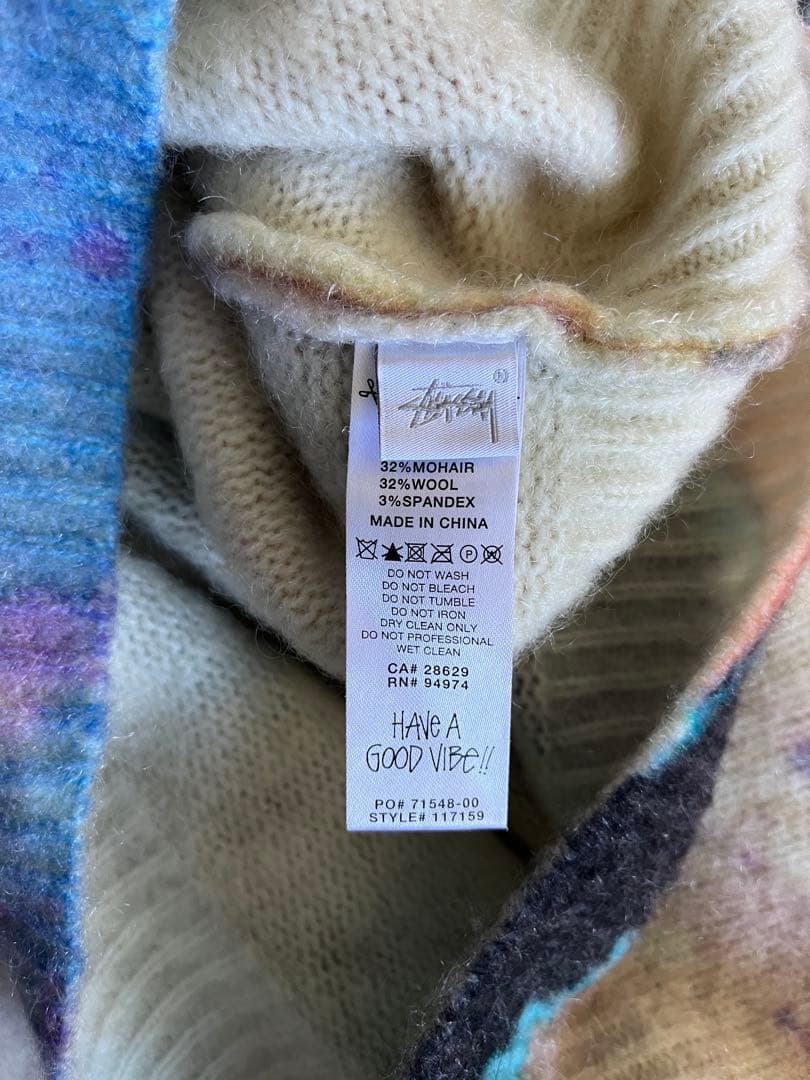 STUSSY
®
32%MOHAIR
32%WOOL
3%SPANDEX
MADE IN CHINA
P
DO NOT WASH
DO NOT BLEACH
DO NOT TUMBLE
DO NOT IRON
DRY CLEAN ONLY
DO NOT PROFESSIONAL
WET CLEAN
CA# 28629
RN# 94974
HAVE A
GOOD VIBE!!
PO# 71548-00
STYLE# 117159